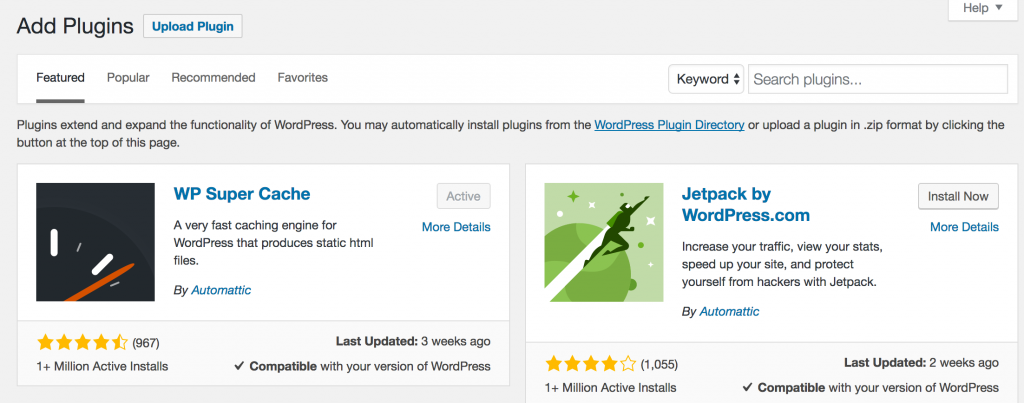 Help ▼
Add Plugins Upload Plugin
Featured Popular Recommended Favorites Keyword Search plugins...
Plugins extend and expand the functionality of WordPress. You may automatically install plugins from the WordPress Plugin Directory or upload a plugin in .zip format by clicking the
button at the top of this page.
WP Super Cache
Active
More Details
A very fast caching engine for
WordPress that produces static html
files.
By Automattic
(967)
Last Updated: 3 weeks ago
1+ Million Active Installs
✓ Compatible with your version of WordPress
Jetpack by
WordPress.com
Install Now
More Details
Increase your traffic, view your stats,
speed up your site, and protect
yourself from hackers with Jetpack.
By Automattic
(1,055)
Last Updated: 2 weeks ago
1+ Million Active Installs
✓ Compatible with your version of WordPress